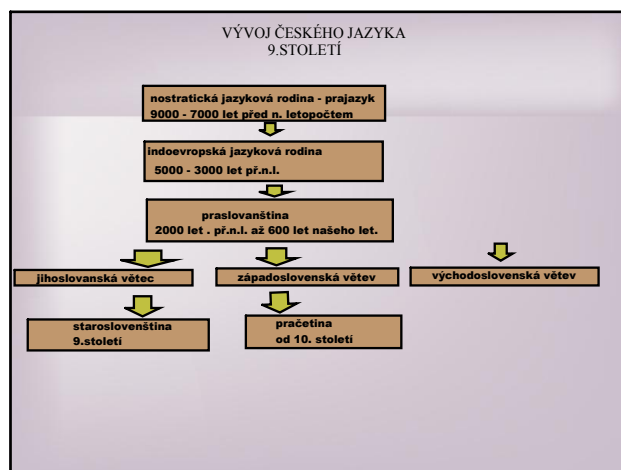 VÝVOJ ČESKÉHO JAZYKA
9.STOLETÍ
nostratická jazyková rodina - prajazyk
9000 - 7000 let před n. letopočtem
indoevropská jazyková rodina
5000 - 3000 let př.n.l.
praslovanština
2000 let . př.n.l. až 600 let našeho let.
jihoslovanská větec
západoslovenská větev
východoslovenská větev
staroslovenština
9.století
pračetina
od 10. století